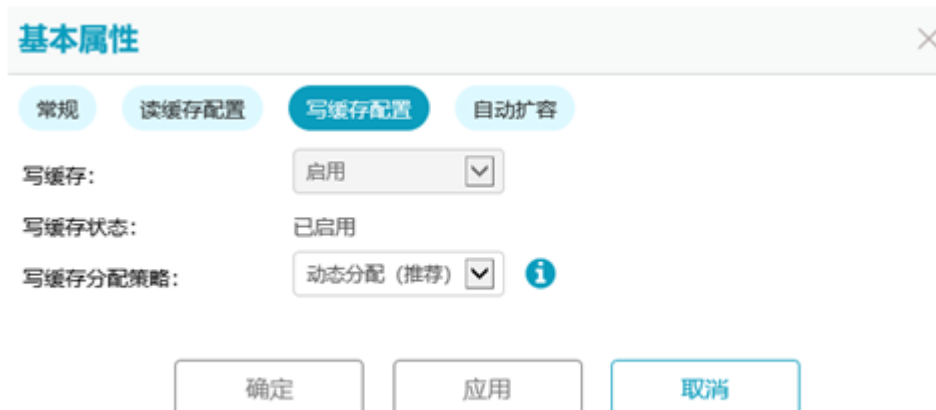 基本属性
常规 读缓存配置 写缓存配置 自动扩容
写缓存： 启用
写缓存状态： 已启用
写缓存分配策略： 动态分配（推荐）
确定 应用 取消